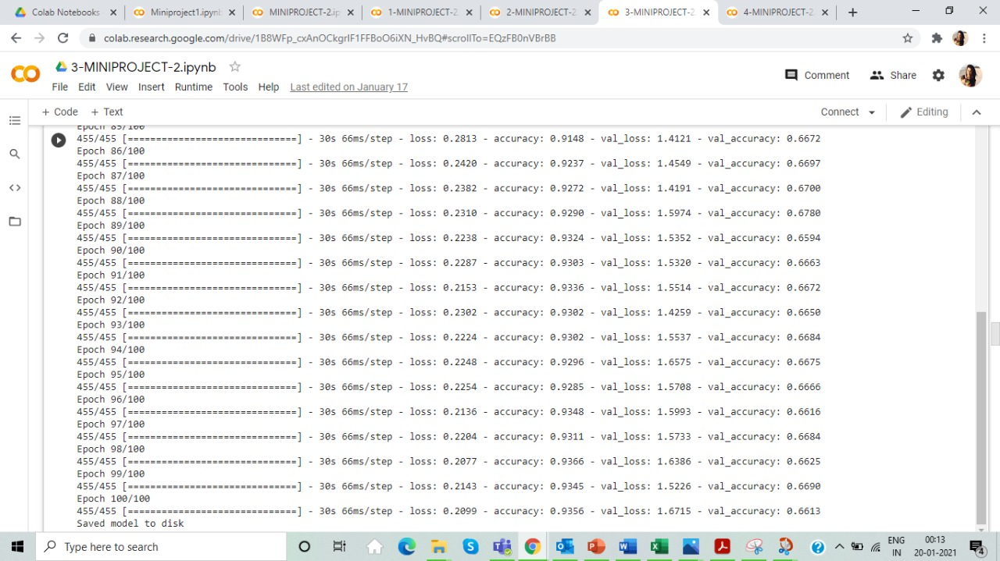 Colab Notebooks
Miniproject1.ipynb
MINIPROJECT-2.ip
1-MINIPROJECT-2.
2-MINIPROJECT-2.
3-MINIPROJECT-2.
4-MINIPROJECT-2.
colab.research.google.com/drive/1B8WFp_cxAnOCkgrIF1FFBoO6iXN_HvBQ#scrollTo=EQzFB0nVBrBB
3-MINIPROJECT-2.ipynb
Comment
Share
File Edit View Insert Runtime Tools Help Last edited on January 17
+ Code + Text
Connect
Editing
Epoch 85/100
455/455 [==============================] - 30s 66ms/step - loss: 0.2813 - accuracy: 0.9148 - val_loss: 1.4121 - val_accuracy: 0.6672
Epoch 86/100
455/455 [==============================] - 30s 66ms/step - loss: 0.2420 - accuracy: 0.9237 - val_loss: 1.4549 - val_accuracy: 0.6697
Epoch 87/100
455/455 [==============================] - 30s 66ms/step - loss: 0.2382 - accuracy: 0.9272 - val_loss: 1.4191 - val_accuracy: 0.6700
Epoch 88/100
455/455 [==============================] - 30s 66ms/step - loss: 0.2310 - accuracy: 0.9290 - val_loss: 1.5974 - val_accuracy: 0.6780
Epoch 89/100
455/455 [==============================] - 30s 66ms/step - loss: 0.2238 - accuracy: 0.9324 - val_loss: 1.5352 - val_accuracy: 0.6594
Epoch 90/100
455/455 [==============================] - 30s 66ms/step - loss: 0.2287 - accuracy: 0.9303 - val_loss: 1.5320 - val_accuracy: 0.6663
Epoch 91/100
455/455 [==============================] - 30s 66ms/step - loss: 0.2153 - accuracy: 0.9336 - val_loss: 1.5514 - val_accuracy: 0.6672
Epoch 92/100
455/455 [==============================] - 30s 66ms/step - loss: 0.2302 - accuracy: 0.9302 - val_loss: 1.4259 - val_accuracy: 0.6650
Epoch 93/100
455/455 [==============================] - 30s 66ms/step - loss: 0.2224 - accuracy: 0.9302 - val_loss: 1.5537 - val_accuracy: 0.6684
Epoch 94/100
455/455 [==============================] - 30s 66ms/step - loss: 0.2248 - accuracy: 0.9296 - val_loss: 1.6575 - val_accuracy: 0.6675
Epoch 95/100
455/455 [==============================] - 30s 66ms/step - loss: 0.2254 - accuracy: 0.9285 - val_loss: 1.5708 - val_accuracy: 0.6666
Epoch 96/100
455/455 [==============================] - 30s 66ms/step - loss: 0.2136 - accuracy: 0.9348 - val_loss: 1.5993 - val_accuracy: 0.6616
Epoch 97/100
455/455 [==============================] - 30s 66ms/step - loss: 0.2204 - accuracy: 0.9311 - val_loss: 1.5733 - val_accuracy: 0.6684
Epoch 98/100
455/455 [==============================] - 30s 66ms/step - loss: 0.2077 - accuracy: 0.9366 - val_loss: 1.6386 - val_accuracy: 0.6625
Epoch 99/100
455/455 [==============================] - 30s 66ms/step - loss: 0.2143 - accuracy: 0.9345 - val_loss: 1.5226 - val_accuracy: 0.6690
Epoch 100/100
455/455 [==============================] - 30s 66ms/step - loss: 0.2099 - accuracy: 0.9356 - val_loss: 1.6715 - val_accuracy: 0.6613
Saved model to disk
Type here to search
ENG
IN
00:13
20-01-2021
4